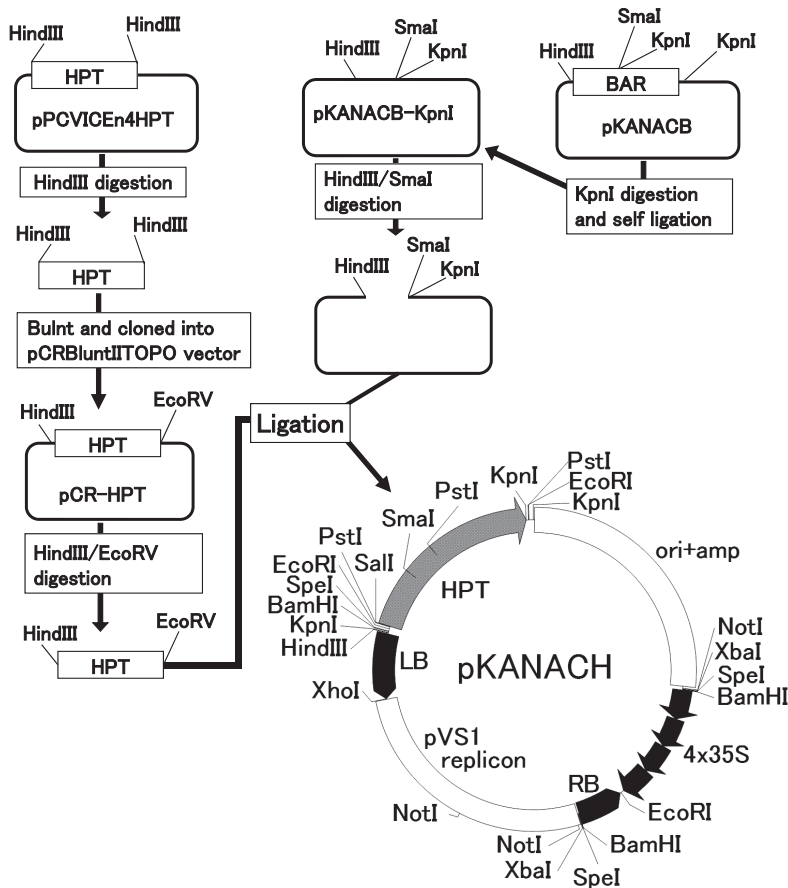 HindIII
HindIII
HPT
pPCVICEn4HPT
HindIII digestion
HindIII
HindIII
HPT
Bulnt and cloned into
pCRBluntIITOPO vector
HindIII
EcoRV
HPT
pCR-HPT
HindIII/EcoRV
digestion
HindIII
EcoRV
HPT
HindIII
SmaI
KpnI
pKANACB-KpnI
HindIII/SmaI
digestion
HindIII
SmaI
KpnI
HindIII
SmaI
KpnI
KpnI
BAR
pKANACB
KpnI digestion
and self ligation
Ligation
pKANACH
HindIII
KpnI
BamHI
SpeI
EcoRI
PstI
SalI
SmaI
PstI
HPT
KpnI
PstI
EcoRI
KpnI
ori+amp
NotI
XbaI
SpeI
BamHI
4x35S
EcoRI
RB
BamHI
SpeI
XbaI
NotI
NotI
pVS1
replicon
XhoI
LB